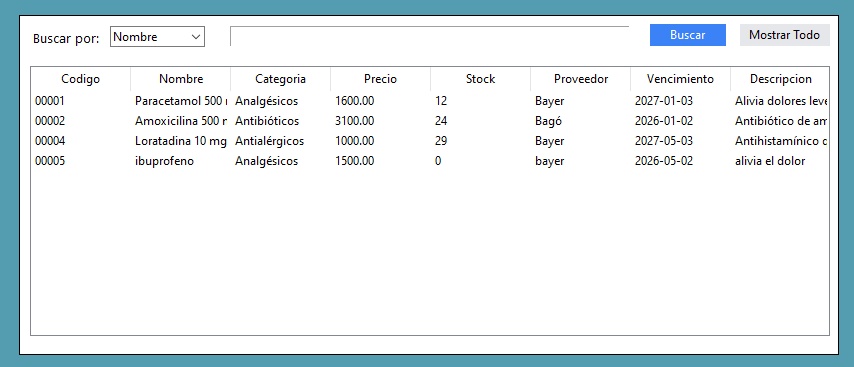 Buscar por: Nombre Buscar Mostrar Todo
Codigo Nombre Categoria Precio Stock Proveedor Vencimiento Descripcion
00001 Paracetamol 500 Analgésicos 1600.00 12 Bayer 2027-01-03 Alivia dolores leve
00002 Amoxicilina 500 Antibióticos 3100.00 24 Bagó 2026-01-02 Antibiótico de am
00004 Loratadina 10 mg Antialérgicos 1000.00 29 Bayer 2027-05-03 Antihistamínico
00005 ibuprofeno Analgésicos 1500.00 0 bayer 2026-05-02 alivia el dolor